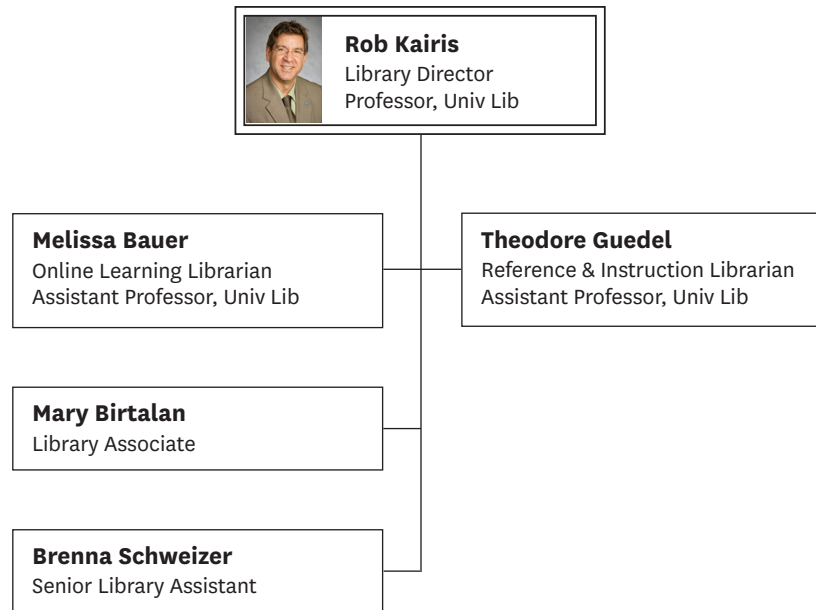 Rob Kairis
Library Director
Professor, Univ Lib
Melissa Bauer
Online Learning Librarian
Assistant Professor, Univ Lib
Theodore Guedel
Reference & Instruction Librarian
Assistant Professor, Univ Lib
Mary Birtalan
Library Associate
Brenna Schweizer
Senior Library Assistant